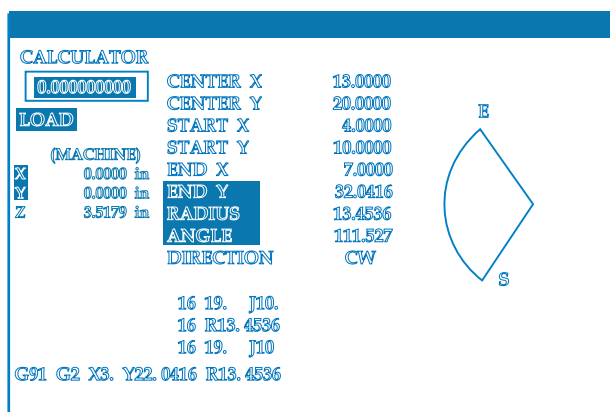 CALCULATOR
0.000000000
LOAD
(MACHINE)
X 0.0000 in
Y 0.0000 in
Z 3.5179 in
CENTER X 13.0000
CENTER Y 20.0000
START X 4.0000
START Y 10.0000
END X 7.0000
END Y 32.0416
RADIUS 13.4536
ANGLE 111.527
DIRECTION CW
E
S
16 19. J10.
16 R13. 4536
16 19. J10
G91 G2 X3. Y22. 0416 R13. 4536